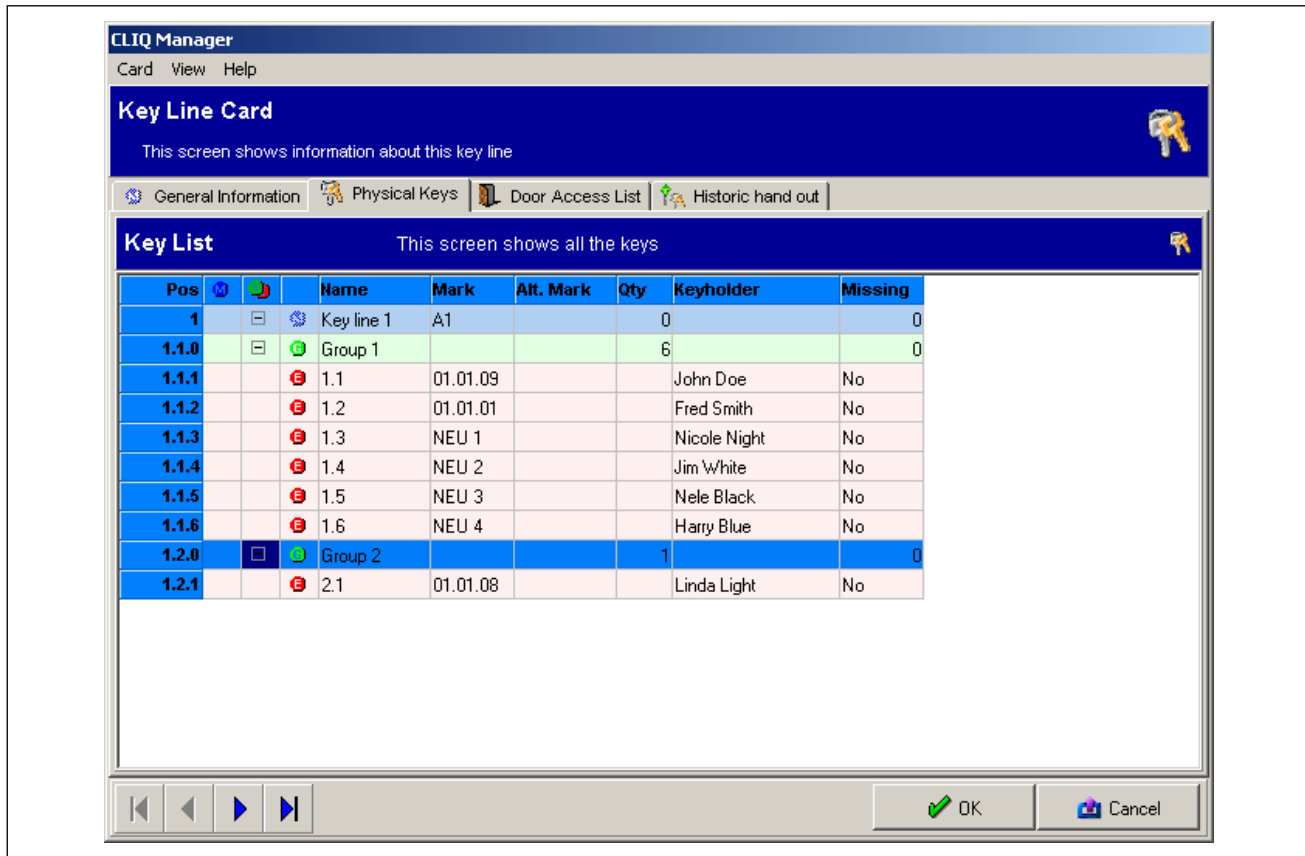 CLIQ Manager
Card View Help
Key Line Card
This screen shows information about this key line
General Information Physical Keys Door Access List Historic hand out
Key List This screen shows all the keys
Pos M Name Mark Alt. Mark Qty Keyholder Missing
1 S Key line 1 A1 0 0
1.1.0 G Group 1 6 0
1.1.1 E 1.1 01.01.09 John Doe No
1.1.2 E 1.2 01.01.01 Fred Smith No
1.1.3 E 1.3 NEU 1 Nicole Night No
1.1.4 E 1.4 NEU 2 Jim White No
1.1.5 E 1.5 NEU 3 Nele Black No
1.1.6 E 1.6 NEU 4 Harry Blue No
1.2.0 G Group 2 1 0
1.2.1 E 2.1 01.01.08 Linda Light No
OK Cancel